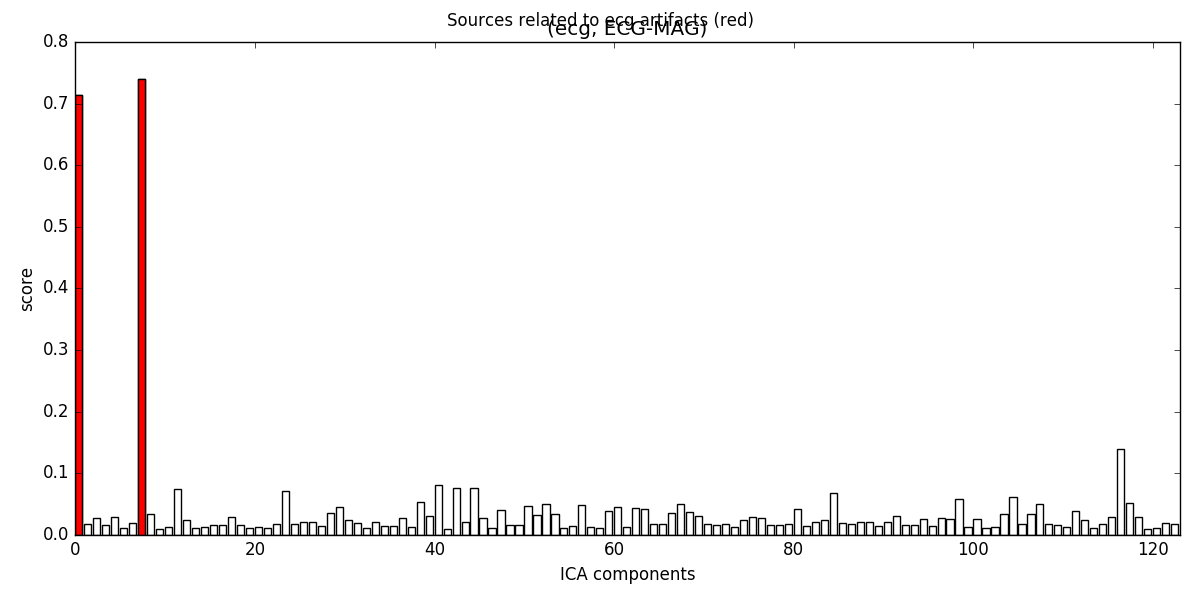 Sources related to ecg artifacts (red)
(ecg, ECG-MAG)
0.8
0.7
0.6
0.5
0.4
0.3
0.2
0.1
0.0
score
0 20 40 60 80 100 120
ICA components